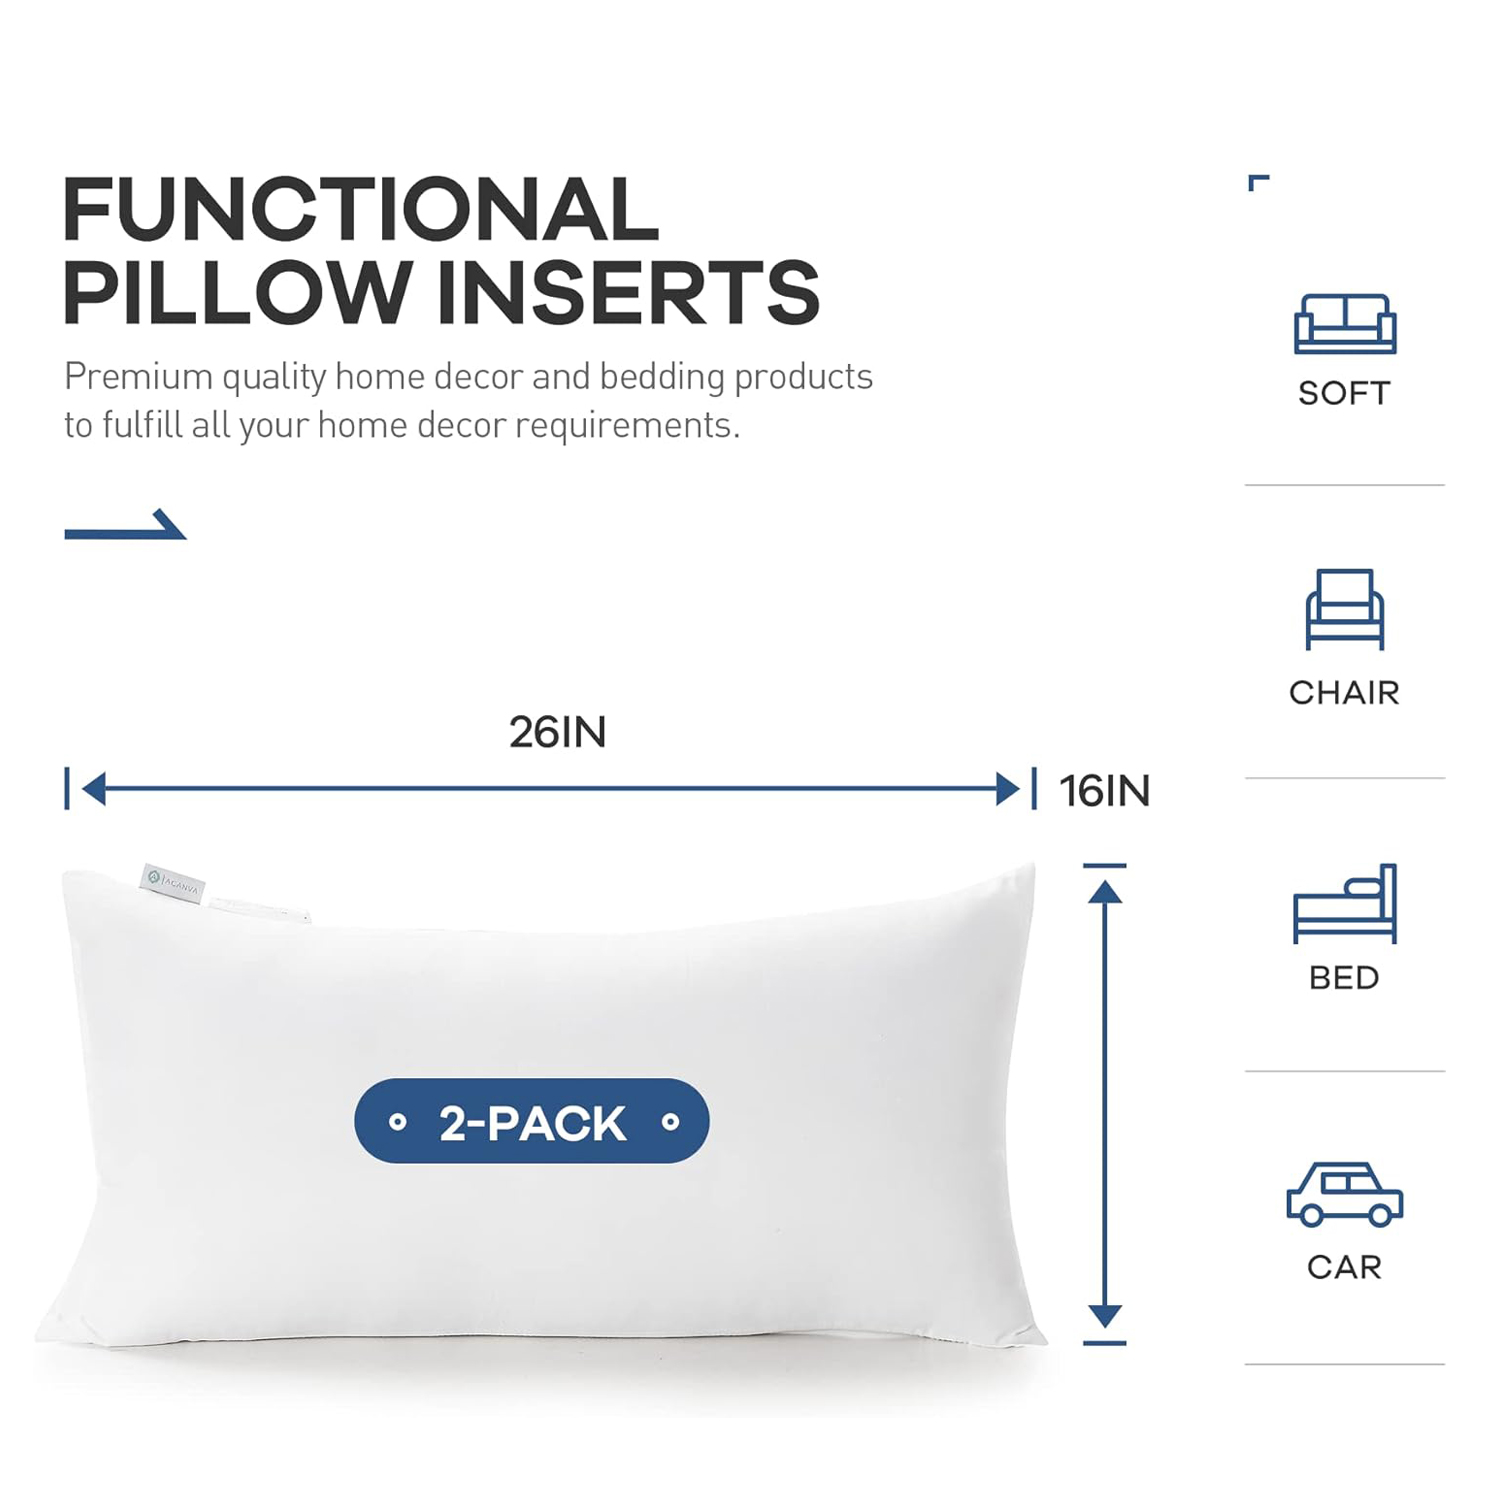 FUNCTIONAL
PILLOW INSERTS
Premium quality home decor and bedding products
to fulfill all your home decor requirements.
SOFT
CHAIR
26IN
16IN
ACANVA
BED
2-PACK
CAR